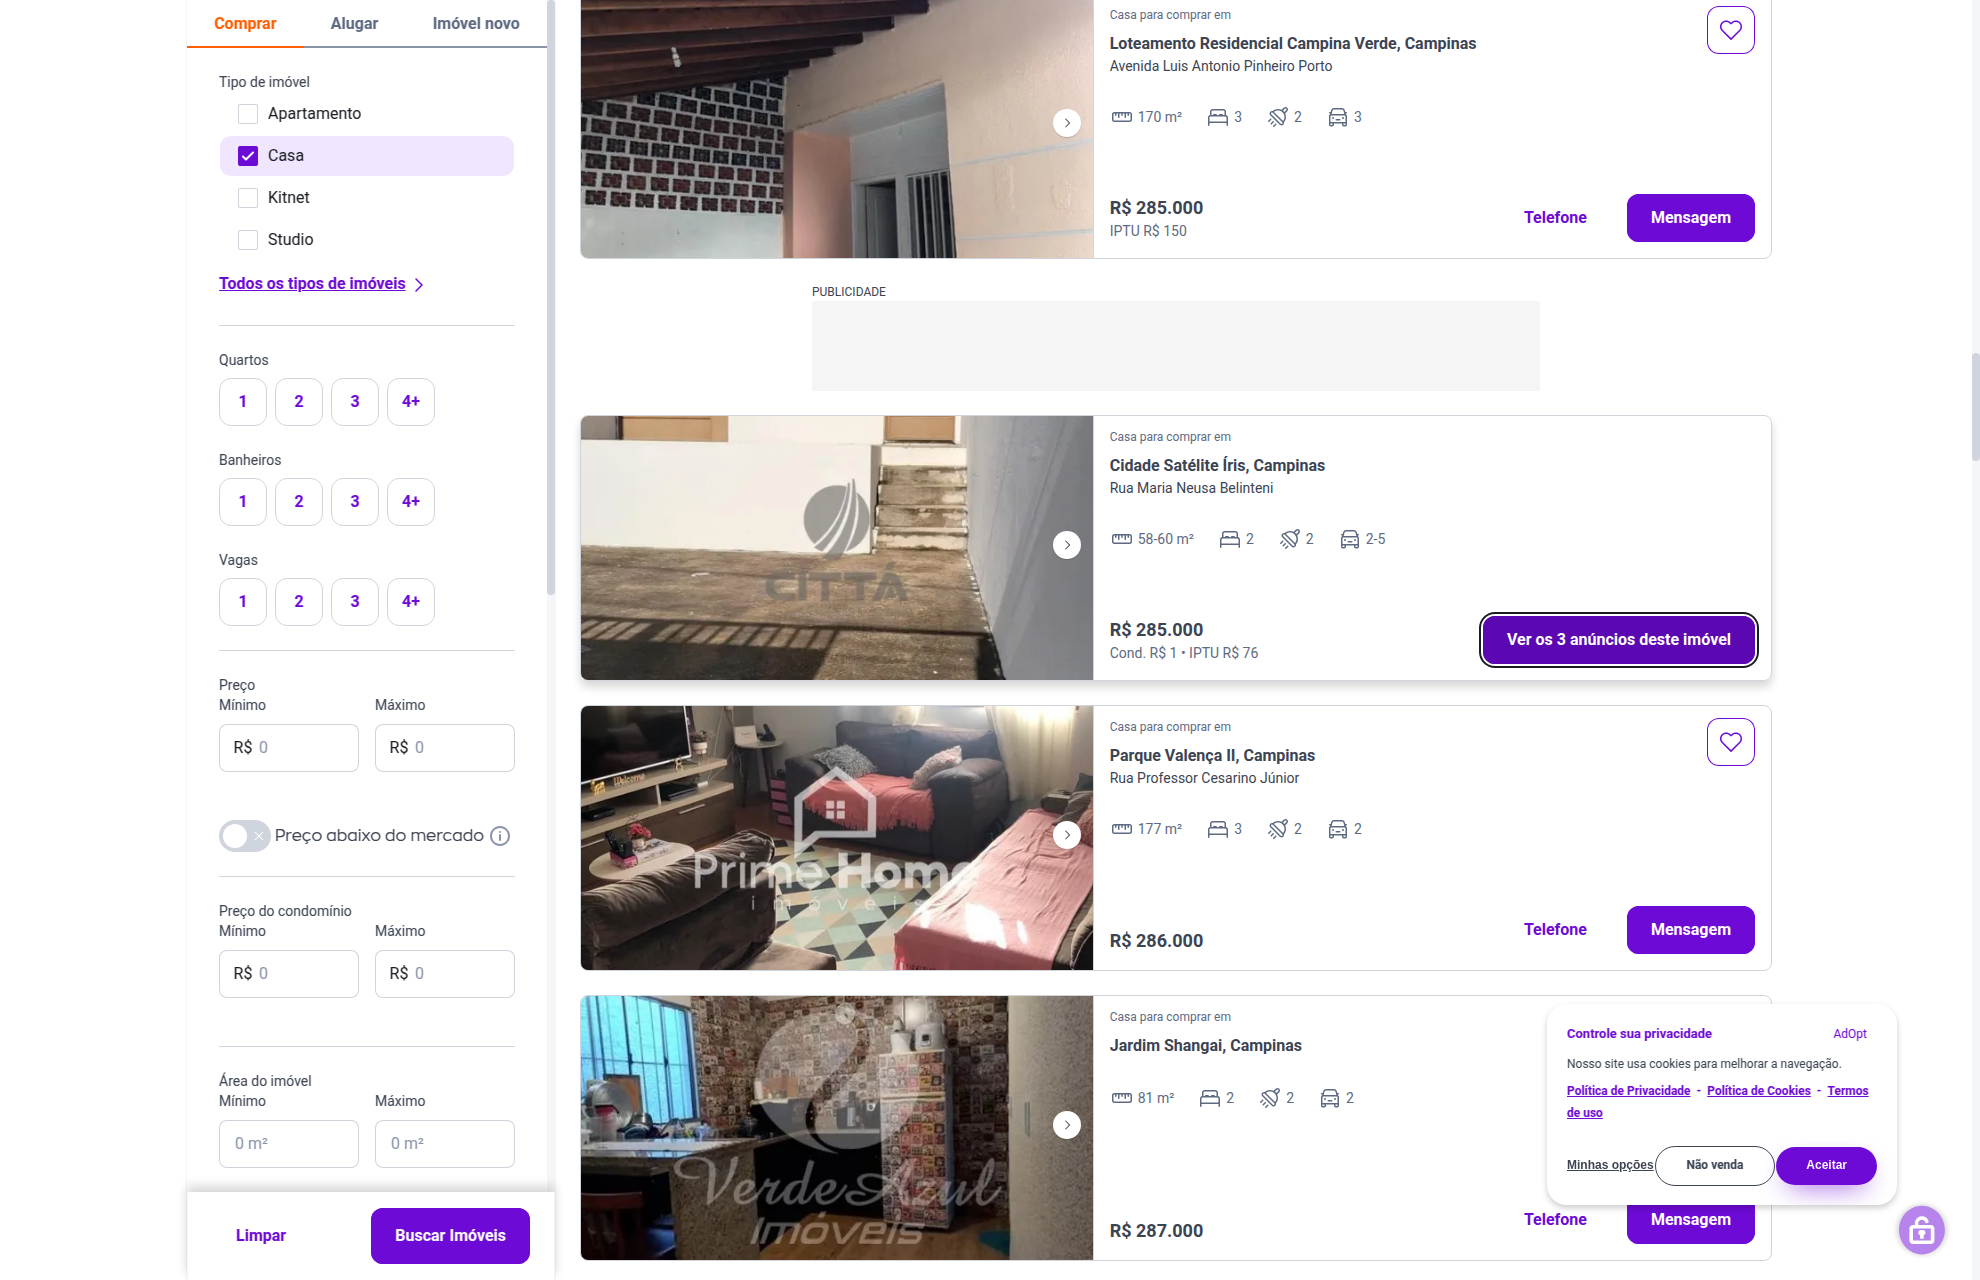 Comprar
Alugar
Imóvel novo
Tipo de imóvel
Apartamento
Casa
Kitnet
Studio
Todos os tipos de imóveis
Quartos
1
2
3
4+
Banheiros
1
2
3
4+
Vagas
1
2
3
4+
Preço
Mínimo
Máximo
R$ 0
R$ 0
Preço abaixo do mercado
Preço do condomínio
Mínimo
Máximo
R$ 0
R$ 0
Área do imóvel
Mínimo
Máximo
0 m²
0 m²
Limpar
Buscar Imóveis
Casa para comprar em
Loteamento Residencial Campina Verde, Campinas
Avenida Luis Antonio Pinheiro Porto
170 m²
3
2
3
R$ 285.000
IPTU R$ 150
Telefone
Mensagem
PUBLICIDADE
CITTÁ
Casa para comprar em
Cidade Satélite Íris, Campinas
Rua Maria Neusa Belinteni
58-60 m²
2
2
2-5
R$ 285.000
Cond. R$ 1 • IPTU R$ 76
Ver os 3 anúncios deste imóvel
Welcome
Prime Home
imóveis
Casa para comprar em
Parque Valença II, Campinas
Rua Professor Cesarino Júnior
177 m²
3
2
2
R$ 286.000
Telefone
Mensagem
VerdeAzul
Imóveis
Casa para comprar em
Jardim Shangai, Campinas
81 m²
2
2
2
R$ 287.000
Telefone
Mensagem
Controle sua privacidade
AdOpt
Nosso site usa cookies para melhorar a navegação.
Política de Privacidade - Política de Cookies - Termos
de uso
Minhas opções
Não venda
Aceitar